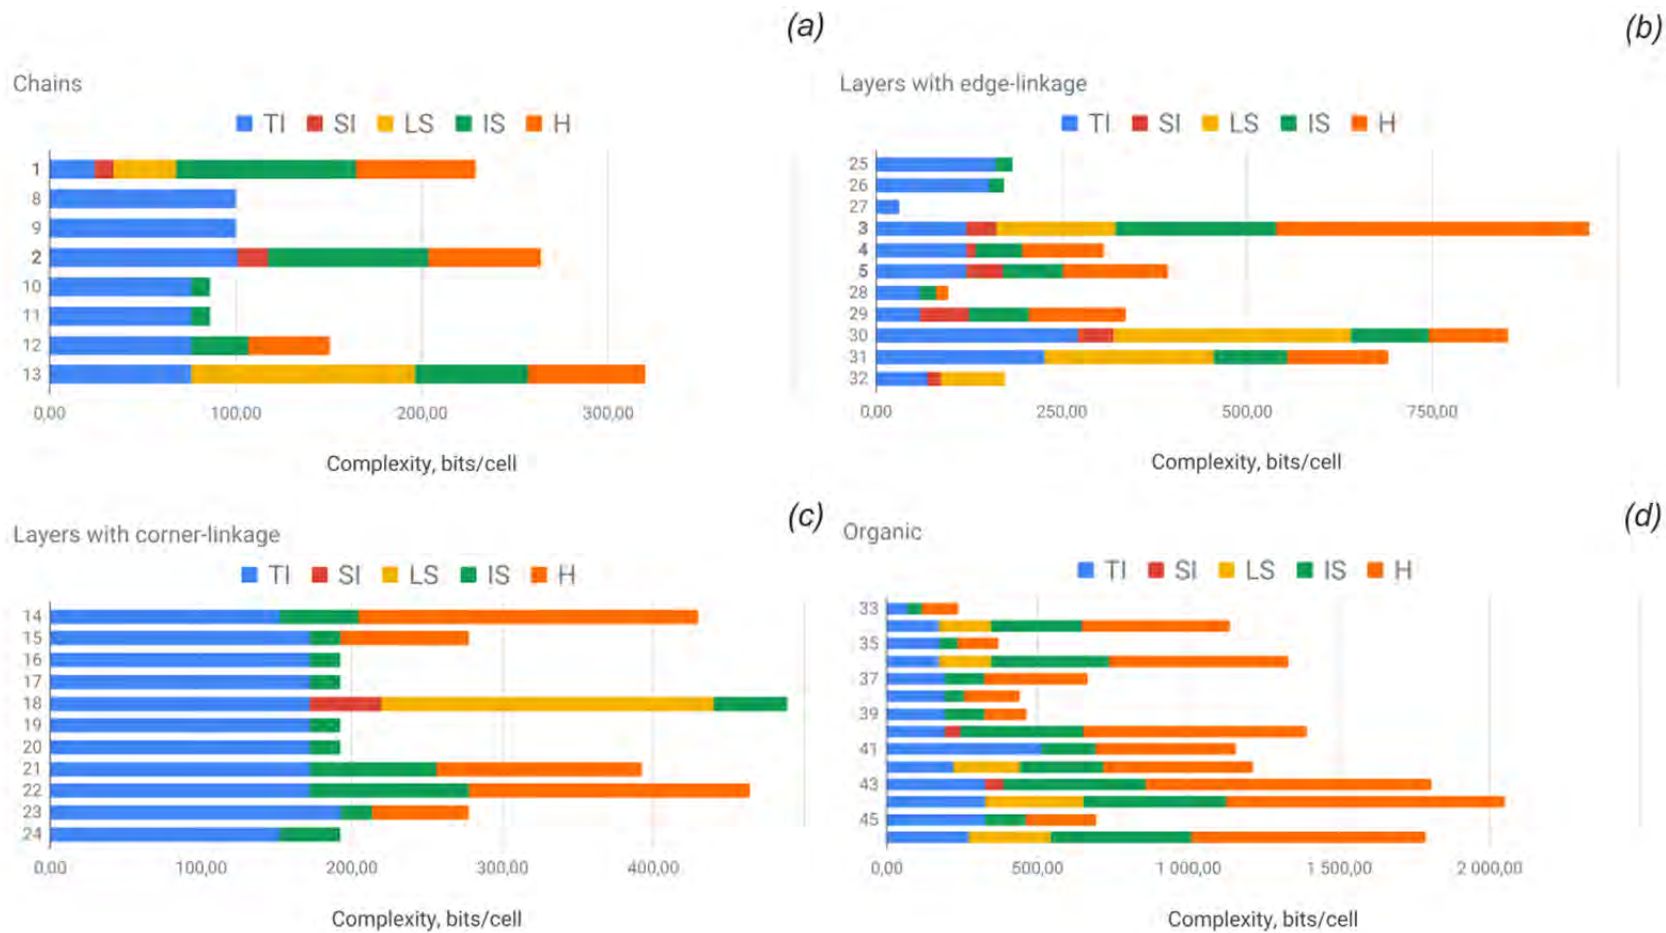 (a)
Chains
TI SI LS IS H
1
8
9
2
10
11
12
13
0,00 100,00 200,00 300,00
Complexity, bits/cell
(b)
Layers with edge-linkage
TI SI LS IS H
25
26
27
3
4
5
28
29
30
31
32
0,00 250,00 500,00 750,00
Complexity, bits/cell
(c)
Layers with corner-linkage
TI SI LS IS H
14
15
16
17
18
19
20
21
22
23
24
0,00 100,00 200,00 300,00 400,00
Complexity, bits/cell
(d)
Organic
TI SI LS IS H
33
35
37
39
41
43
45
0,00 500,00 1 000,00 1 500,00 2 000,00
Complexity, bits/cell